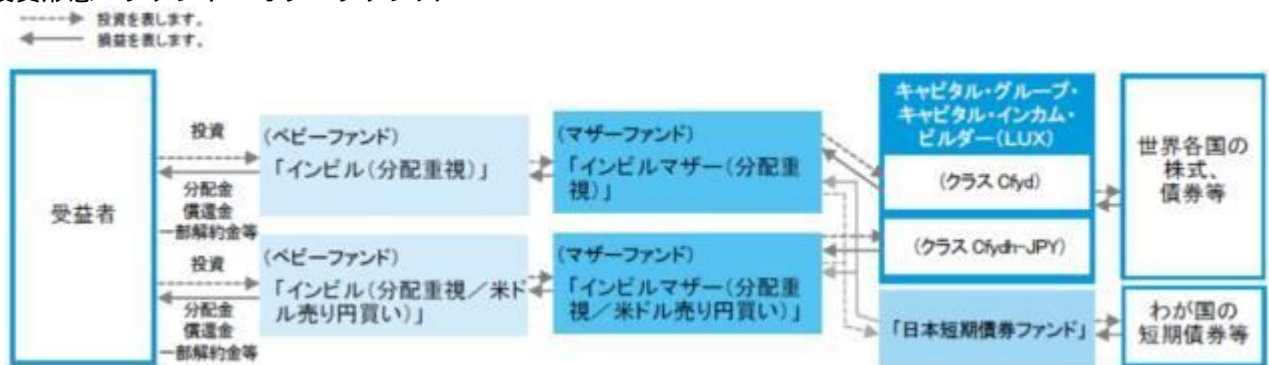 投資を表します。
損益を表します。
受益者
投資
分配金
償還金
一部解約金等
投資
分配金
償還金
一部解約金等
(ベビーファンド)
「インビル(分配重視)」
(ベビーファンド)
「インビル(分配重視/米ド
ル売り円買い)」
(マザーファンド)
「インビルマザー(分配重
視)」
(マザーファンド)
「インビルマザー(分配重
視/米ドル売り円買い)」
キャピタル・グループ・
キャピタル・インカム・
ビルダー(LUX)
(クラス Cfyd)
(クラス Cfydh-JPY)
「日本短期債券ファンド」
世界各国の
株式、
債券等
わが国の
短期債券等